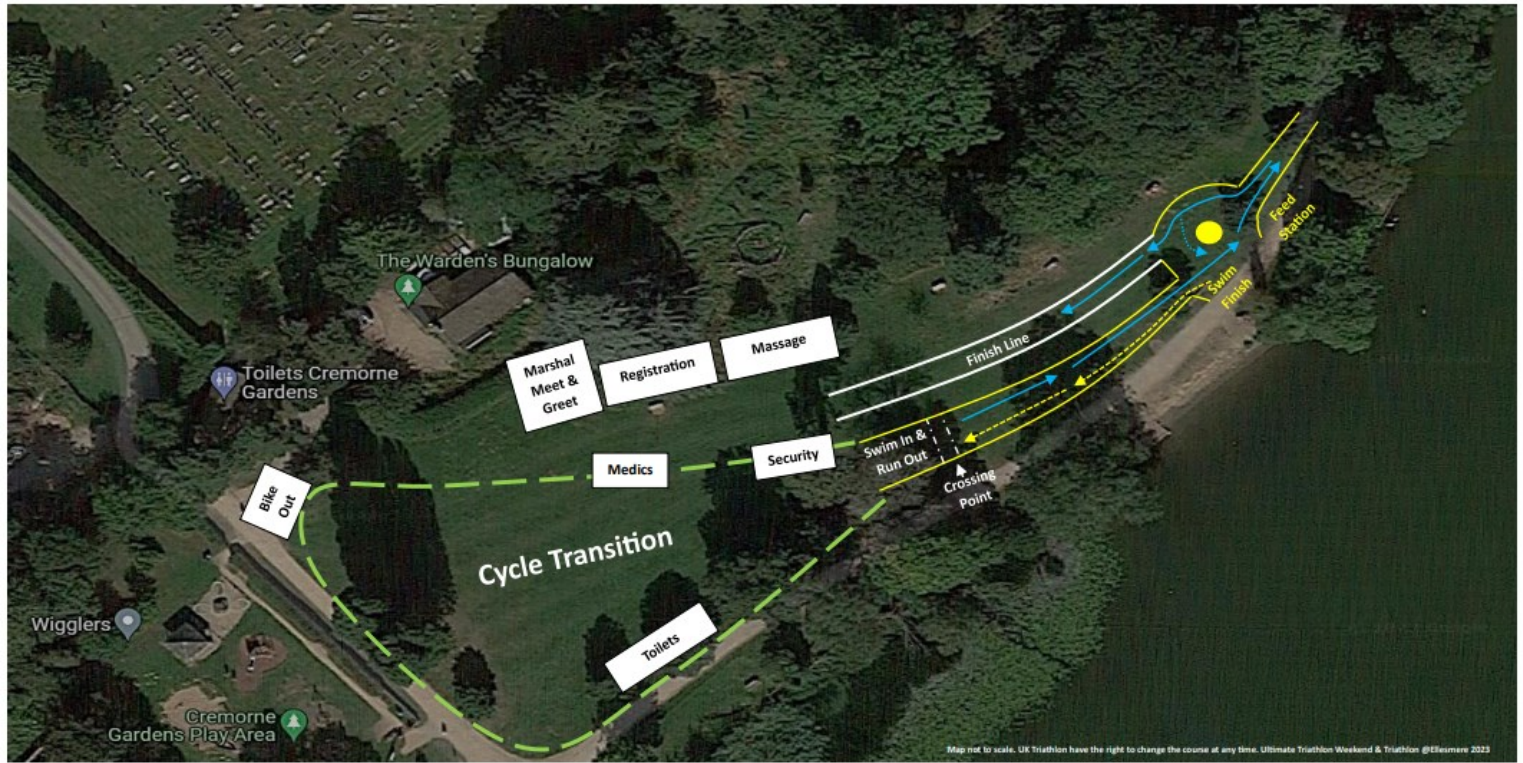 The Warden's Bungalow
Feed
Station
Swim
Finish
Marshal
Meet &
Greet
Registration
Massage
Finish Line
Toilets Cremorne
Gardens
Medics
Security
Swim In &
Run Out
Crossing
Point
Bike
Out
Cycle Transition
Wigglers
Toilets
Cremorne
Gardens Play Area
Map not to scale. UK Triathlon have the right to change the course at any time. Ultimate Triathlon Weekend & Triathlon @Ellesmere 2023